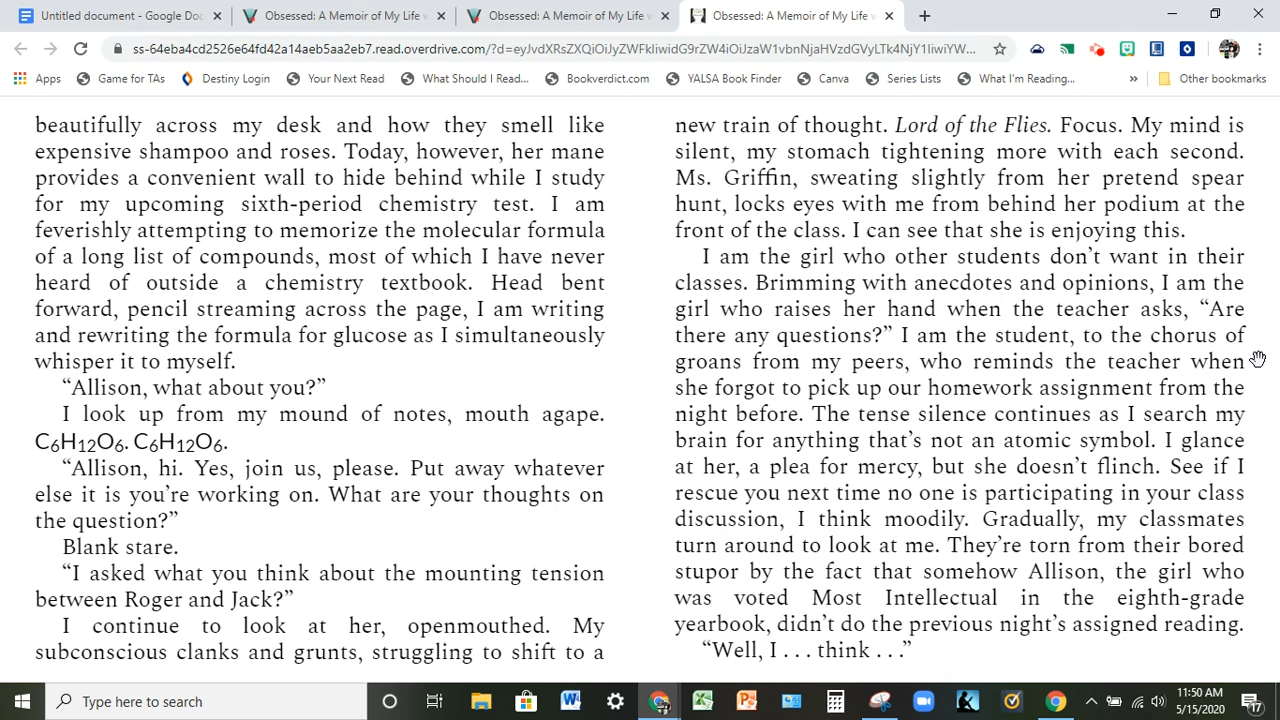 Untitled document - Google Doc
Obsessed: A Memoir of My Life w
Obsessed: A Memoir of My Life w
Obsessed: A Memoir of My Life w
ss-64eba4cd2526e64fd42a14aeb5aa2eb7.read.overdrive.com/?d=eyJvdXRsZXQiOiJyZWFkIiwidG9rZW4iOiJzaW1vbnNjaHVzdGVyLTk4NjY1LiwiYW...
Apps
Game for TAs
Destiny Login
Your Next Read
What Should I Read...
Bookverdict.com
YALSA Book Finder
Canva
Series Lists
What I'm Reading...
»
Other bookmarks
beautifully across my desk and how they smell like
expensive shampoo and roses. Today, however, her mane
provides a convenient wall to hide behind while I study
for my upcoming sixth-period chemistry test. I am
feverishly attempting to memorize the molecular formula
of a long list of compounds, most of which I have never
heard of outside a chemistry textbook. Head bent
forward, pencil streaming across the page, I am writing
and rewriting the formula for glucose as I simultaneously
whisper it to myself.
“Allison, what about you?”
I look up from my mound of notes, mouth agape.
C₆H₁₂O₆. C₆H₁₂O₆.
“Allison, hi. Yes, join us, please. Put away whatever
else it is you’re working on. What are your thoughts on
the question?”
Blank stare.
“I asked what you think about the mounting tension
between Roger and Jack?”
I continue to look at her, openmouthed. My
subconscious clanks and grunts, struggling to shift to a
new train of thought. Lord of the Flies. Focus. My mind is
silent, my stomach tightening more with each second.
Ms. Griffin, sweating slightly from her pretend spear
hunt, locks eyes with me from behind her podium at the
front of the class. I can see that she is enjoying this.
I am the girl who other students don’t want in their
classes. Brimming with anecdotes and opinions, I am the
girl who raises her hand when the teacher asks, “Are
there any questions?” I am the student, to the chorus of
groans from my peers, who reminds the teacher when
she forgot to pick up our homework assignment from the
night before. The tense silence continues as I search my
brain for anything that’s not an atomic symbol. I glance
at her, a plea for mercy, but she doesn’t flinch. See if I
rescue you next time no one is participating in your class
discussion, I think moodily. Gradually, my classmates
turn around to look at me. They’re torn from their bored
stupor by the fact that somehow Allison, the girl who
was voted Most Intellectual in the eighth-grade
yearbook, didn’t do the previous night’s assigned reading.
“Well, I . . . think . . .”
Type here to search
11:50 AM
5/15/2020
17